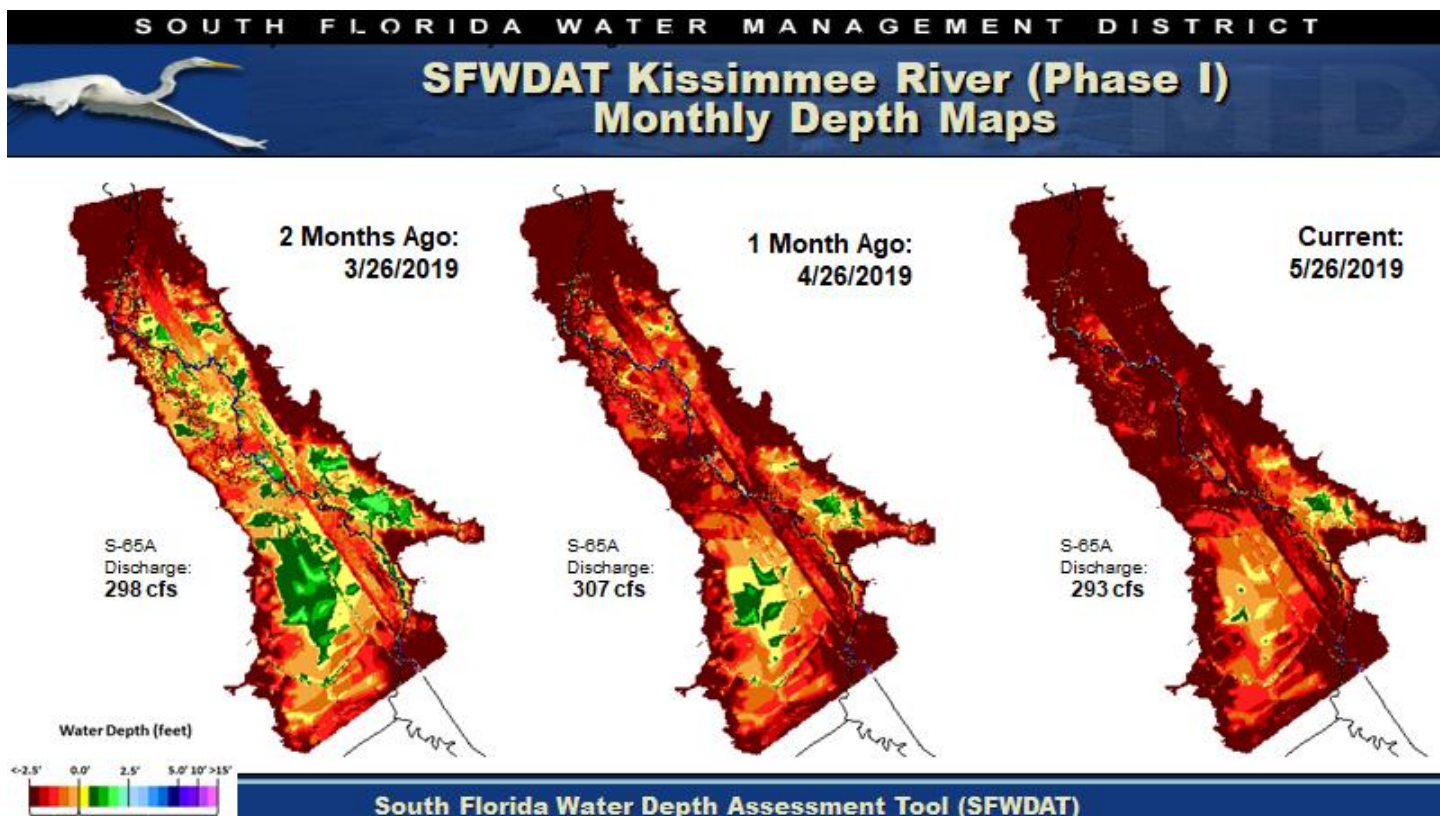 SOUTH FLORIDA WATER MANAGEMENT DISTRICT
SFWDAT Kissimmee River (Phase I)
Monthly Depth Maps
2 Months Ago:
3/26/2019
1 Month Ago:
4/26/2019
Current:
5/26/2019
S-65A
Discharge:
298 cfs
S-65A
Discharge:
307 cfs
S-65A
Discharge:
293 cfs
Water Depth (feet)
<-2.5' 0.0' 2.5' 5.0' 10' >15'
South Florida Water Depth Assessment Tool (SFWDAT)